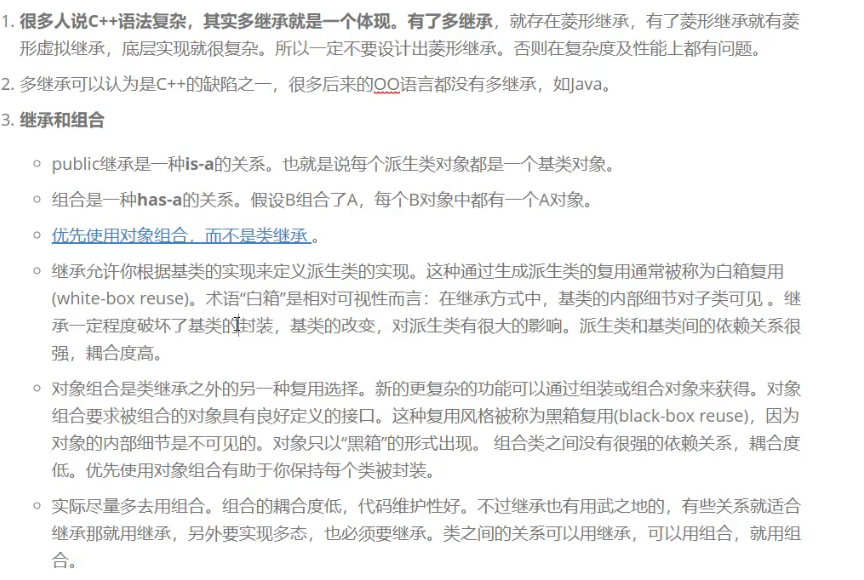 1. 很多人说C++语法复杂，其实多继承就是一个体现。有了多继承，就存在菱形继承，有了菱形继承就有菱
形虚拟继承，底层实现就很复杂。所以一定不要设计出菱形继承。否则在复杂度及性能上都有问题。
2. 多继承可以认为是C++的缺陷之一，很多后来的OO语言都没有多继承，如Java。
3. 继承和组合
public继承是一种is-a的关系。也就是说每个派生类对象都是一个基类对象。
组合是一种has-a的关系。假设B组合了A，每个B对象中都有一个A对象。
优先使用对象组合，而不是类继承 。
继承允许你根据基类的实现来定义派生类的实现。这种通过生成派生类的复用通常被称为白箱复用
(white-box reuse)。术语“白箱”是相对可视性而言：在继承方式中，基类的内部细节对子类可见 。继
承一定程度破坏了基类的封装，基类的改变，对派生类有很大的影响。派生类和基类间的依赖关系很
强，耦合度高。
对象组合是类继承之外的另一种复用选择。新的更复杂的功能可以通过组装或组合对象来获得。对象
组合要求被组合的对象具有良好定义的接口。这种复用风格被称为黑箱复用(black-box reuse)，因为
对象的内部细节是不可见的。对象只以“黑箱”的形式出现。 组合类之间没有很强的依赖关系，耦合度
低。优先使用对象组合有助于你保持每个类被封装。
实际尽量多去用组合。组合的耦合度低，代码维护性好。不过继承也有用武之地的，有些关系就适合
继承那就用继承，另外要实现多态，也必须要继承。类之间的关系可以用继承，可以用组合，就用组
合。